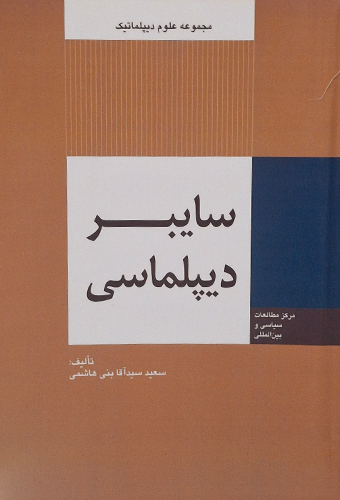 مجموعه علوم دیپلماتیک
سایبر
دیپلماسی
مرکز مطالعات
سیاسی و
بین‌المللی
تألیف:
سعید سیدآقا بنی هاشمی